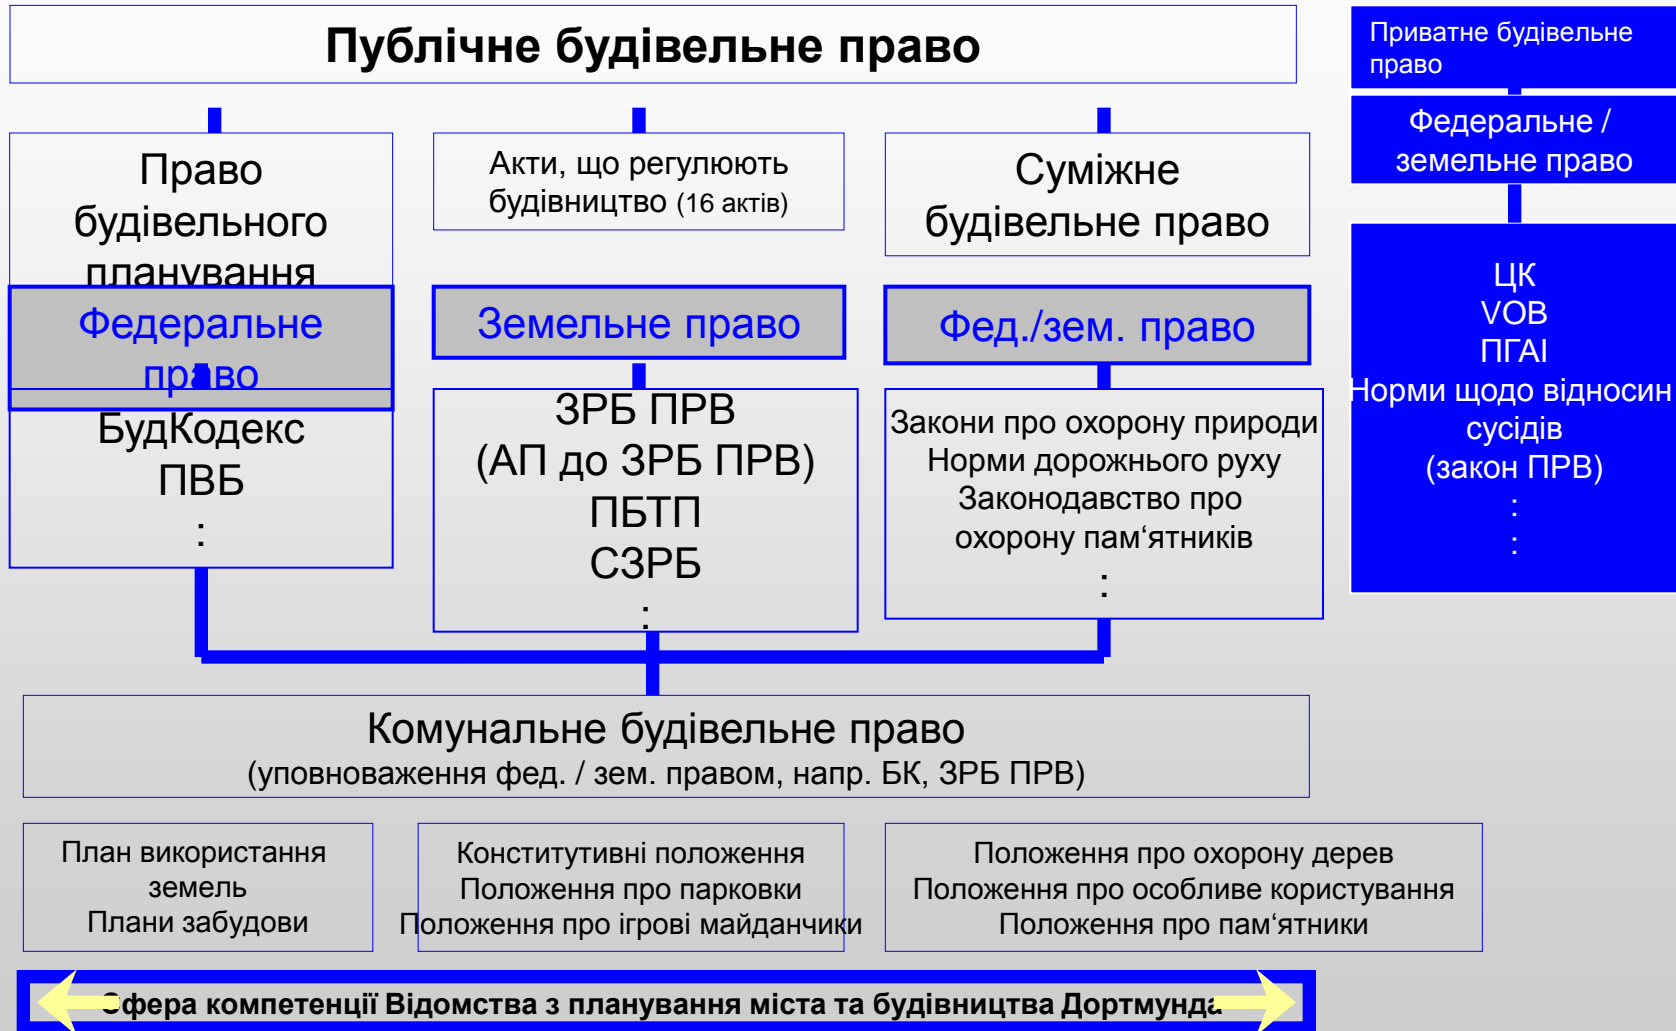 Публічне будівельне право
Приватне будівельне
право
Федеральне /
земельне право
Право
будівельного
планування
Акти, що регулюють
будівництво (16 актів)
Суміжне
будівельне право
Федеральне
право
Земельне право
Фед./зем. право
БудКодекс
ПВБ
:
ЗРБ ПРВ
(АП до ЗРБ ПРВ)
ПБТП
СЗРБ
:
Закони про охорону природи
Норми дорожнього руху
Законодавство про
охорону пам‘ятників
:
ЦК
VOB
ПГАІ
Норми щодо відносин
сусідів
(закон ПРВ)
:
:
Комунальне будівельне право
(уповноваження фед. / зем. правом, напр. БК, ЗРБ ПРВ)
План використання
земель
Плани забудови
Конститутивні положення
Положення про парковки
Положення про ігрові майданчики
Положення про охорону дерев
Положення про особливе користування
Положення про пам‘ятники
Сфера компетенції Відомства з планування міста та будівництва Дортмунда